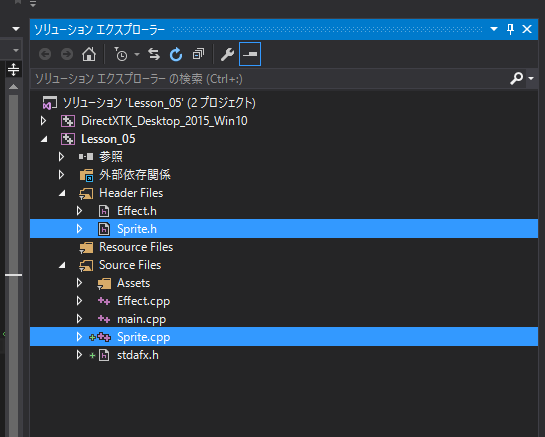 ソリューション エクスプローラー
ソリューション エクスプローラー の検索 (Ctrl+:)
ソリューション 'Lesson_05' (2 プロジェクト)
DirectXTK_Desktop_2015_Win10
Lesson_05
参照
外部依存関係
Header Files
Effect.h
Sprite.h
Resource Files
Source Files
Assets
Effect.cpp
main.cpp
Sprite.cpp
stdafx.h